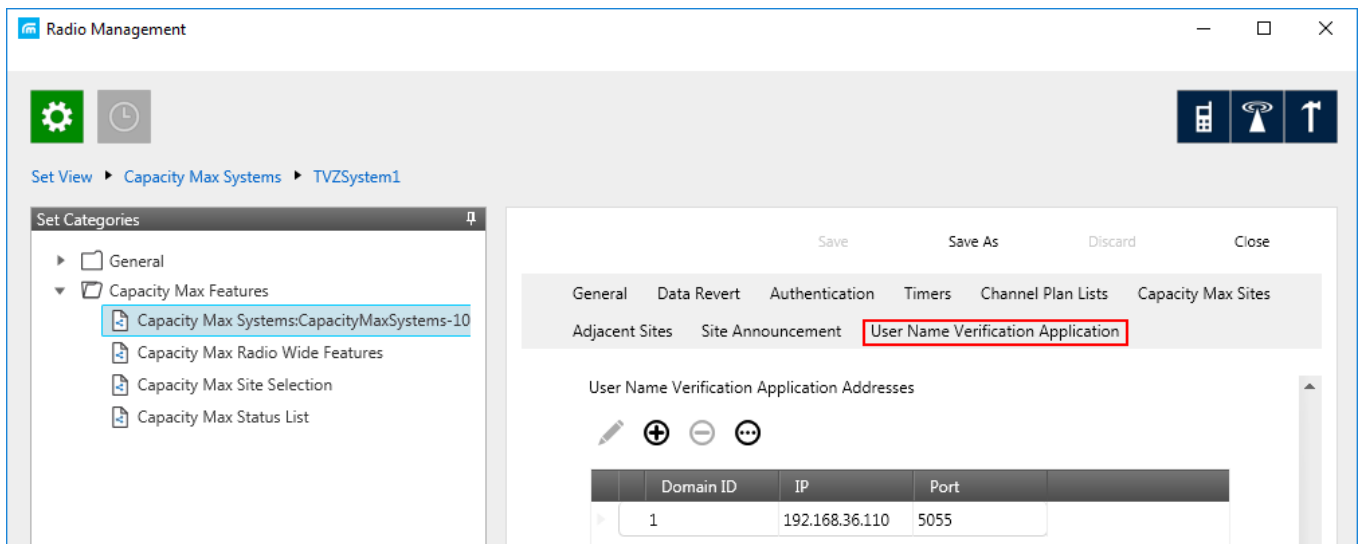 Radio Management
Set View Capacity Max Systems TVZSystem1
Set Categories
General
Capacity Max Features
Capacity Max Systems:CapacityMaxSystems-10
Capacity Max Radio Wide Features
Capacity Max Site Selection
Capacity Max Status List
Save Save As Discard Close
General Data Revert Authentication Timers Channel Plan Lists Capacity Max Sites
Adjacent Sites Site Announcement User Name Verification Application
User Name Verification Application Addresses
Domain ID IP Port
1 192.168.36.110 5055